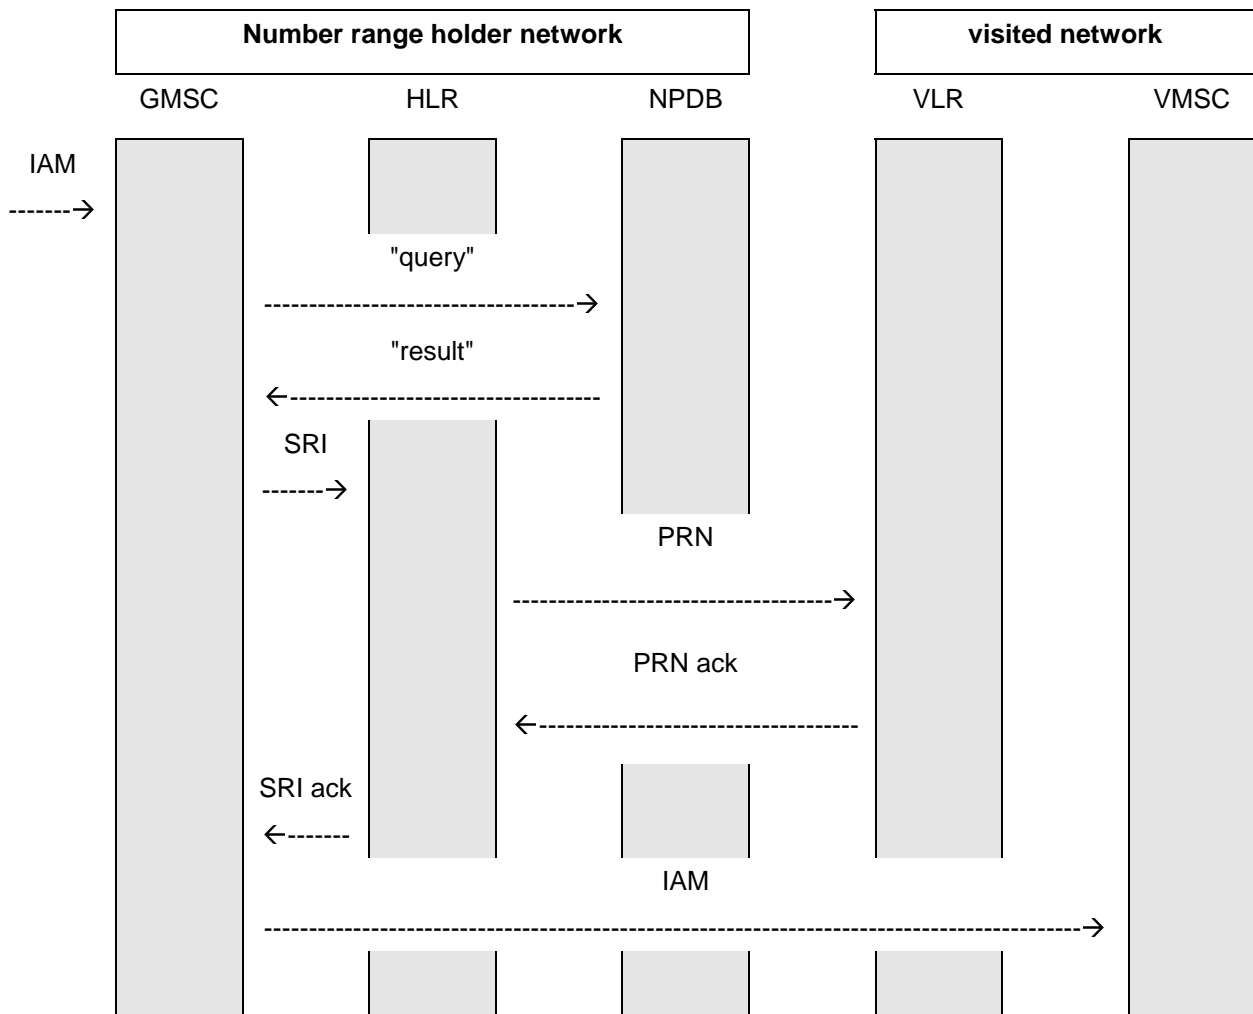 Number range holder network
visited network
GMSC HLR NPDB VLR VMSC
IAM
"query"
"result"
SRI
PRN
PRN ack
SRI ack
IAM